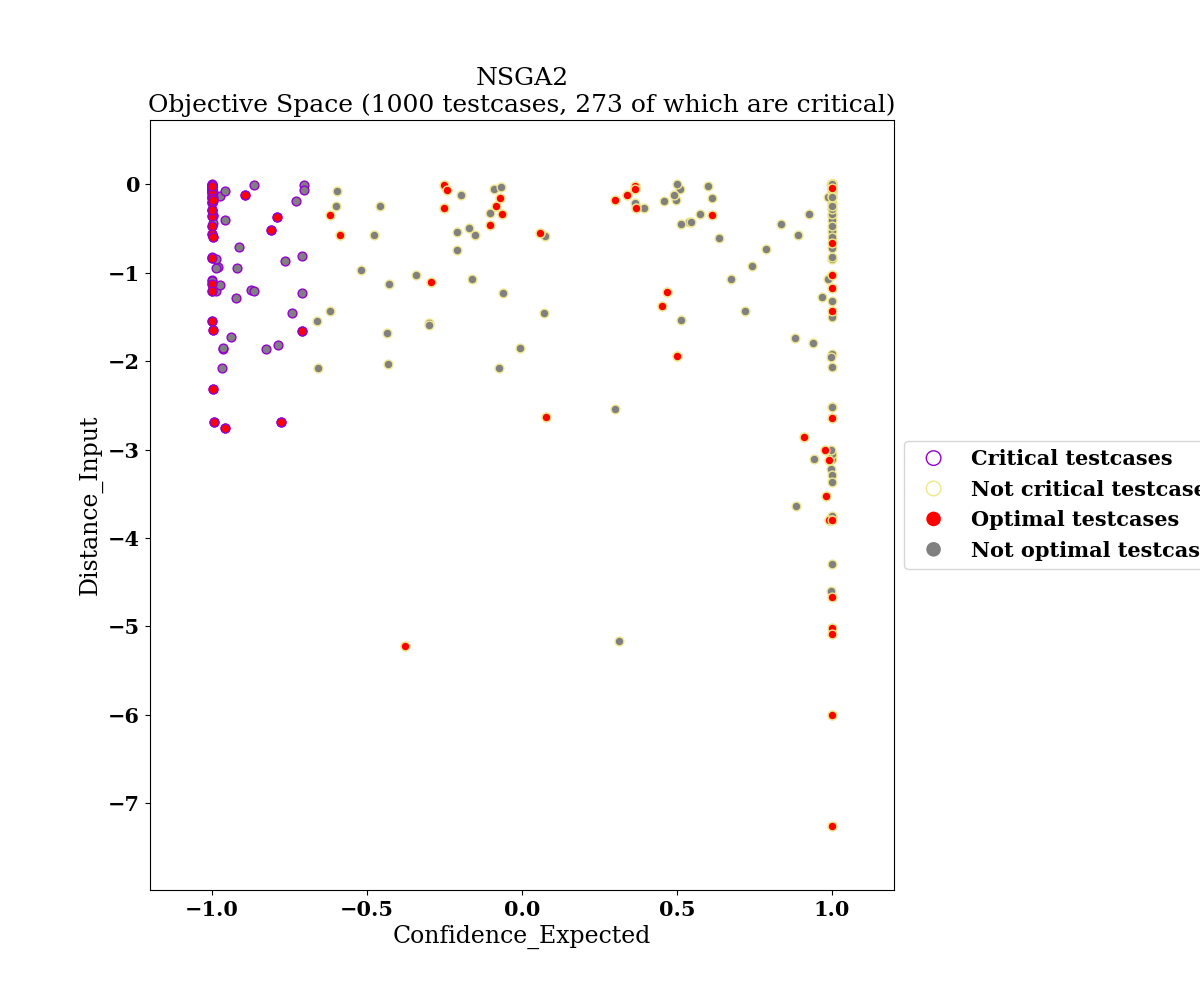 NSGA2
Objective Space (1000 testcases, 273 of which are critical)
0
−1
−2
−3
−4
−5
−6
−7
Distance_Input
−1.0
−0.5
0.0
0.5
1.0
Confidence_Expected
Critical testcases
Not critical testcase
Optimal testcases
Not optimal testcas